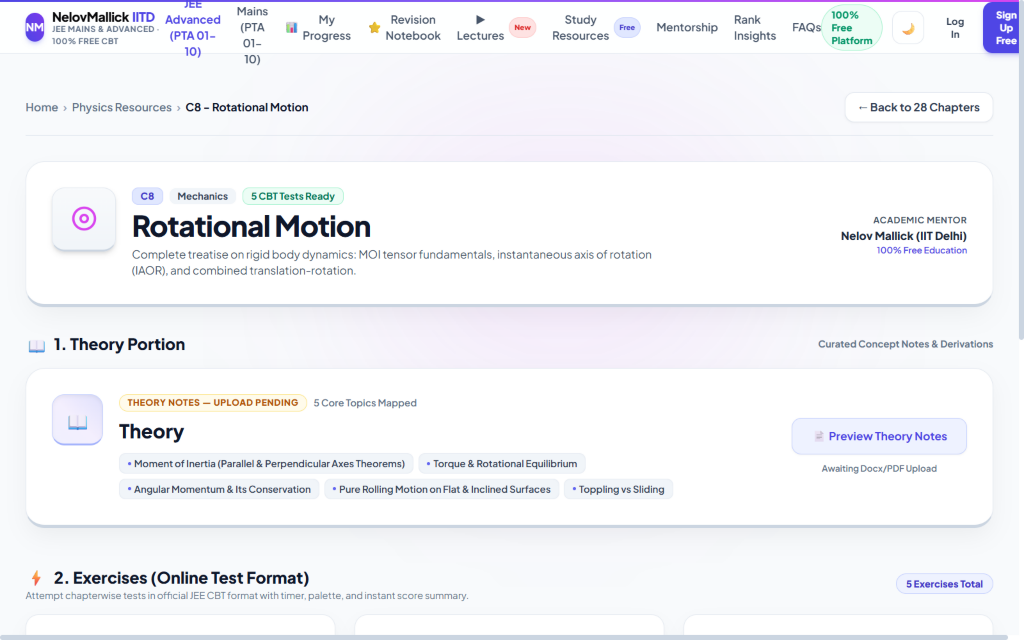 NM
NelovMallick IITD
JEE MAINS & ADVANCED ·
100% FREE CBT
JEE
Advanced
(PTA 01–
10)
Mains
(PTA
01–
10)
My
Progress
Revision
Notebook
Lectures
New
Study
Resources
Free
Mentorship
Rank
Insights
FAQs
100%
Free
Platform
Log
In
Sign
Up
Free
Home › Physics Resources › C8 - Rotational Motion
← Back to 28 Chapters
C8
Mechanics
5 CBT Tests Ready
Rotational Motion
Complete treatise on rigid body dynamics: MOI tensor fundamentals, instantaneous axis of rotation
(IAOR), and combined translation-rotation.
ACADEMIC MENTOR
Nelov Mallick (IIT Delhi)
100% Free Education
1. Theory Portion
Curated Concept Notes & Derivations
THEORY NOTES — UPLOAD PENDING
5 Core Topics Mapped
Theory
• Moment of Inertia (Parallel & Perpendicular Axes Theorems)
• Torque & Rotational Equilibrium
• Angular Momentum & Its Conservation
• Pure Rolling Motion on Flat & Inclined Surfaces
• Toppling vs Sliding
Preview Theory Notes
Awaiting Docx/PDF Upload
2. Exercises (Online Test Format)
Attempt chapterwise tests in official JEE CBT format with timer, palette, and instant score summary.
5 Exercises Total